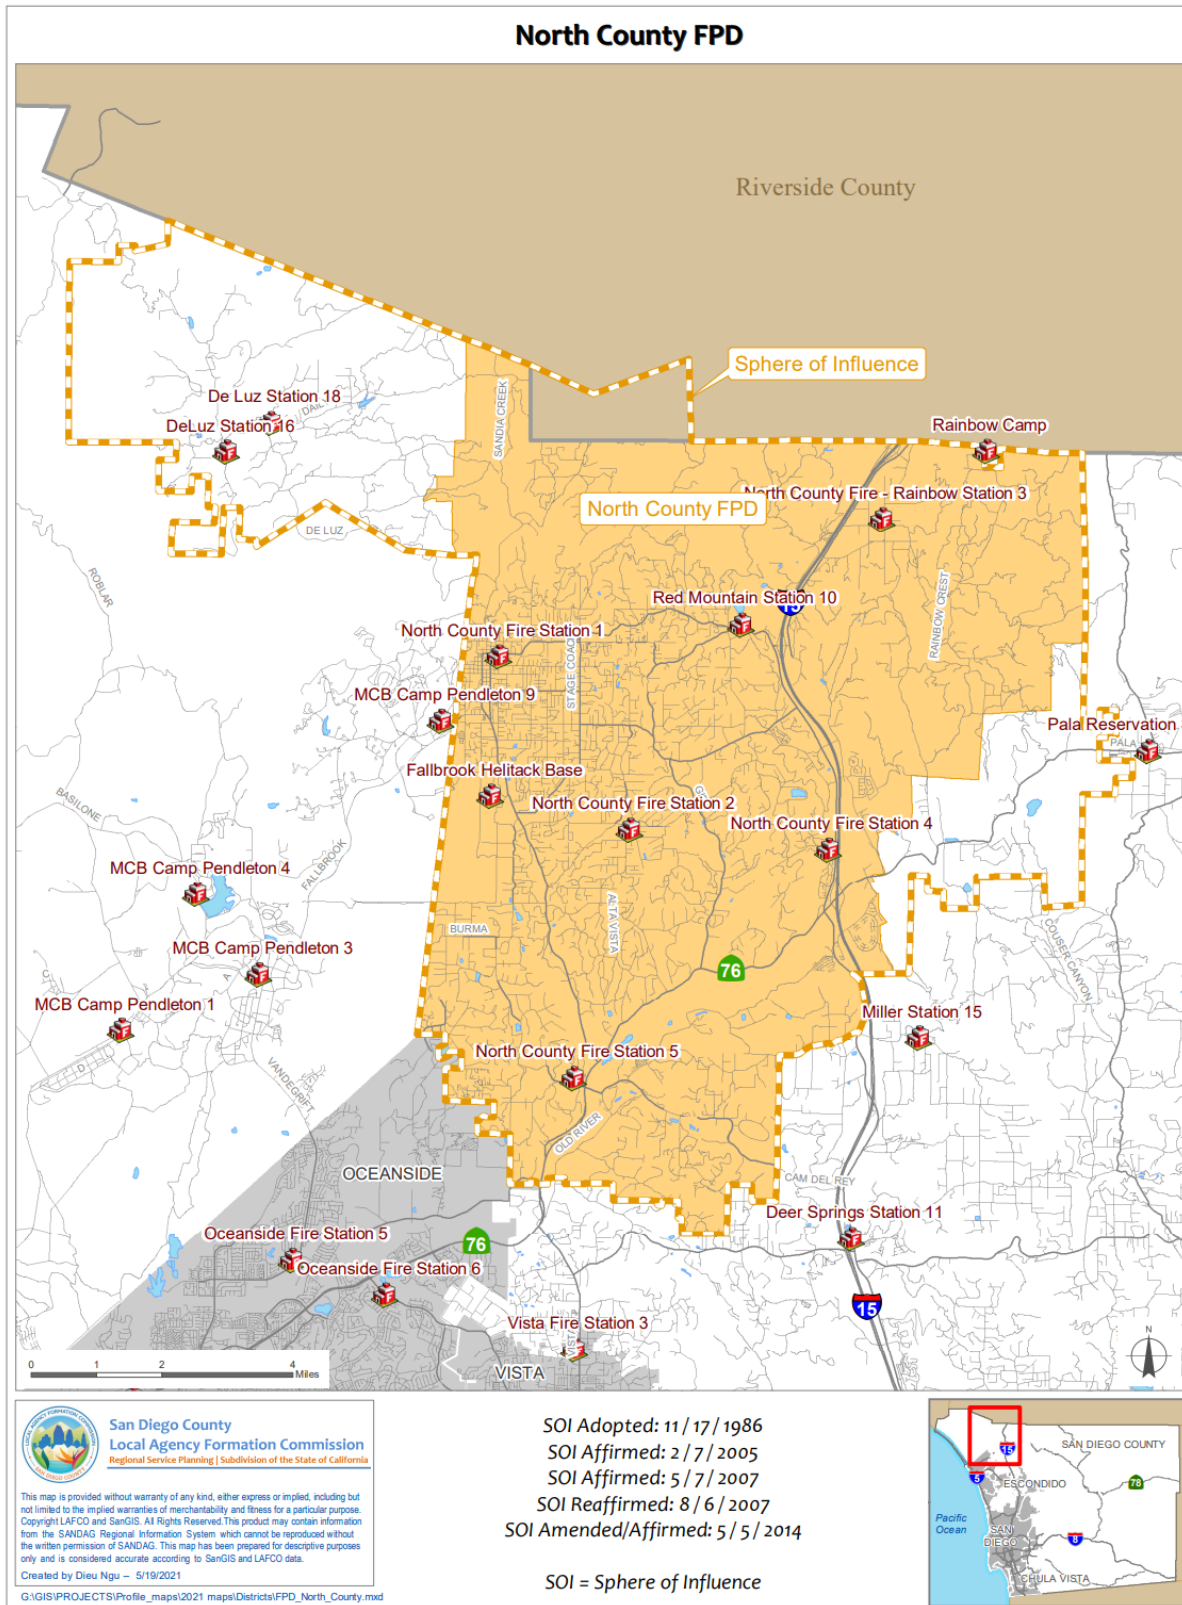 North County FPD
Riverside County
Sphere of Influence
SANDIA CREEK
De Luz Station 18
DeLuz Station 16
Rainbow Camp
North County Fire - Rainbow Station 3
North County FPD
DE LUZ
ROBLAR
RAINBOW CREST
Red Mountain Station 10
15
North County Fire Station 1
STAGE COACH
MCB Camp Pendleton 9
Pala Reservation
PALA
Fallbrook Helitack Base
North County Fire Station 2
North County Fire Station 4
BASILONE
FALLBROOK
MCB Camp Pendleton 4
ALTA VISTA
BURMA
MCB Camp Pendleton 3
76
COUSER CANYON
MCB Camp Pendleton 1
Miller Station 15
VANDEGRIFT
North County Fire Station 5
OLD RIVER
OCEANSIDE
CAM DEL REY
Deer Springs Station 11
Oceanside Fire Station 5
76
Oceanside Fire Station 6
15
Vista Fire Station 3
VISTA
N
0 1 2 4
Miles
LOCAL AGENCY FORMATION COMMISSION
SAN DIEGO COUNTY
San Diego County
Local Agency Formation Commission
Regional Service Planning | Subdivision of the State of California
This map is provided without warranty of any kind, either express or implied, including but
not limited to the implied warranties of merchantability and fitness for a particular purpose.
Copyright LAFCO and SanGIS. All Rights Reserved.This product may contain information
from the SANDAG Regional Information System which cannot be reproduced without
the written permission of SANDAG. This map has been prepared for descriptive purposes
only and is considered accurate according to SanGIS and LAFCO data.
Created by Dieu Ngu -- 5/19/2021
G:\GIS\PROJECTS\Profile_maps\2021 maps\Districts\FPD_North_County.mxd
SOI Adopted: 11 / 17 / 1986
SOI Affirmed: 2 / 7 / 2005
SOI Affirmed: 5 / 7 / 2007
SOI Reaffirmed: 8 / 6 / 2007
SOI Amended/Affirmed: 5 / 5 / 2014
SOI = Sphere of Influence
15
SAN DIEGO COUNTY
5
ESCONDIDO
78
Pacific
Ocean
SAN
DIEGO
8
CHULA VISTA